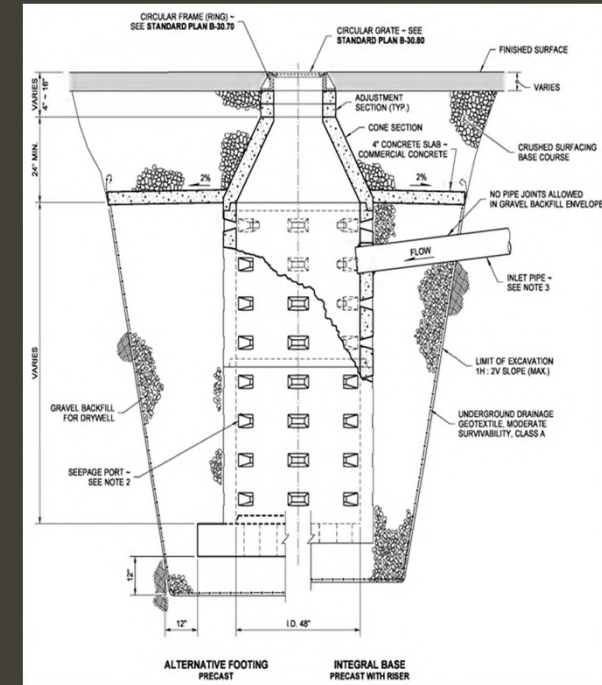 CIRCULAR FRAME (RING) ~
SEE STANDARD PLAN B-30.70
CIRCULAR GRATE ~ SEE
STANDARD PLAN B-30.80
FINISHED SURFACE
VARIES
4" ~ 16"
VARIES
ADJUSTMENT
SECTION (TYP.)
CONE SECTION
CRUSHED SURFACING
BASE COURSE
4" CONCRETE SLAB ~
COMMERCIAL CONCRETE
24" MIN.
2%
2%
NO PIPE JOINTS ALLOWED
IN GRAVEL BACKFILL ENVELOPE
FLOW
INLET PIPE ~
SEE NOTE 3
VARIES
LIMIT OF EXCAVATION
1H : 2V SLOPE (MAX.)
GRAVEL BACKFILL
FOR DRYWELL
UNDERGROUND DRAINAGE
GEOTEXTILE, MODERATE
SURVIVABILITY, CLASS A
SEEPAGE PORT ~
SEE NOTE 2
12"
12"
I.D. 48"
ALTERNATIVE FOOTING
PRECAST
INTEGRAL BASE
PRECAST WITH RISER